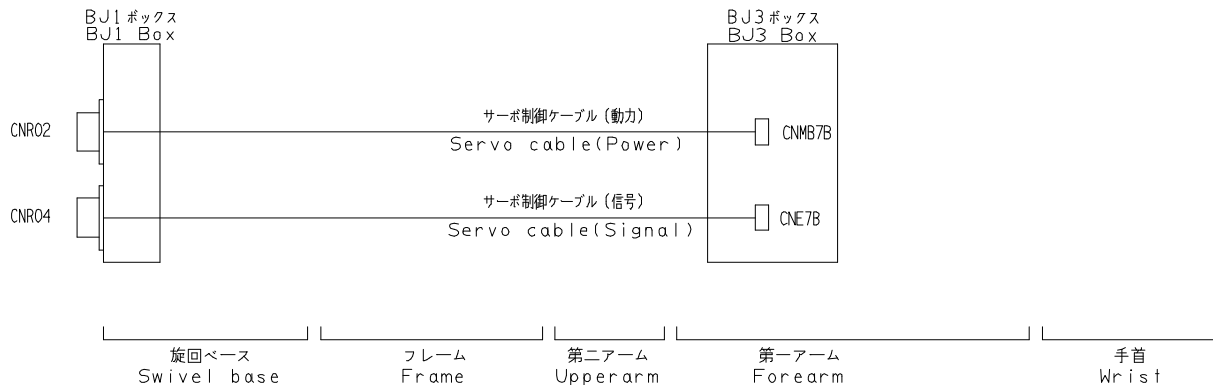 BJ1ボックス
BJ1 Box
BJ3ボックス
BJ3 Box
CNR02
サーボ制御ケーブル(動力)
Servo cable(Power)
CNMB7B
CNR04
サーボ制御ケーブル(信号)
Servo cable(Signal)
CNE7B
旋回ベース
Swivel base
フレーム
Frame
第二アーム
Upperarm
第一アーム
Forearm
手首
Wrist